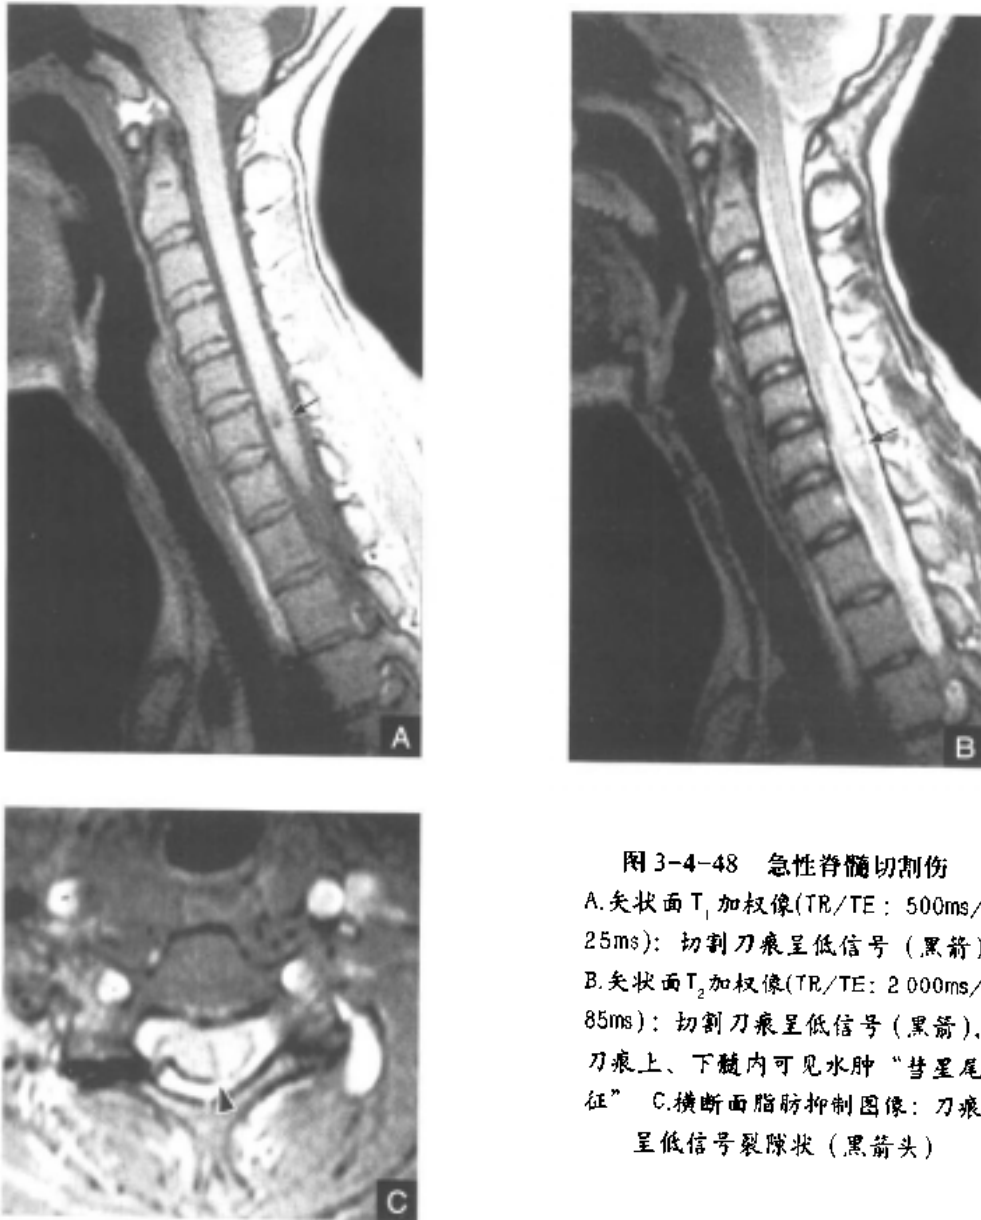 A
B
C
图 3-4-48 急性脊髓切割伤
A.矢状面T₁加权像(TR/TE: 500ms/
25ms): 切割刀痕呈低信号 (黑箭)
B.矢状面T₂加权像(TR/TE: 2 000ms/
85ms): 切割刀痕呈低信号 (黑箭)、
刀痕上、下髓内可见水肿 “彗星尾
征” C.横断面脂肪抑制图像: 刀痕
呈低信号裂隙状 (黑箭头)